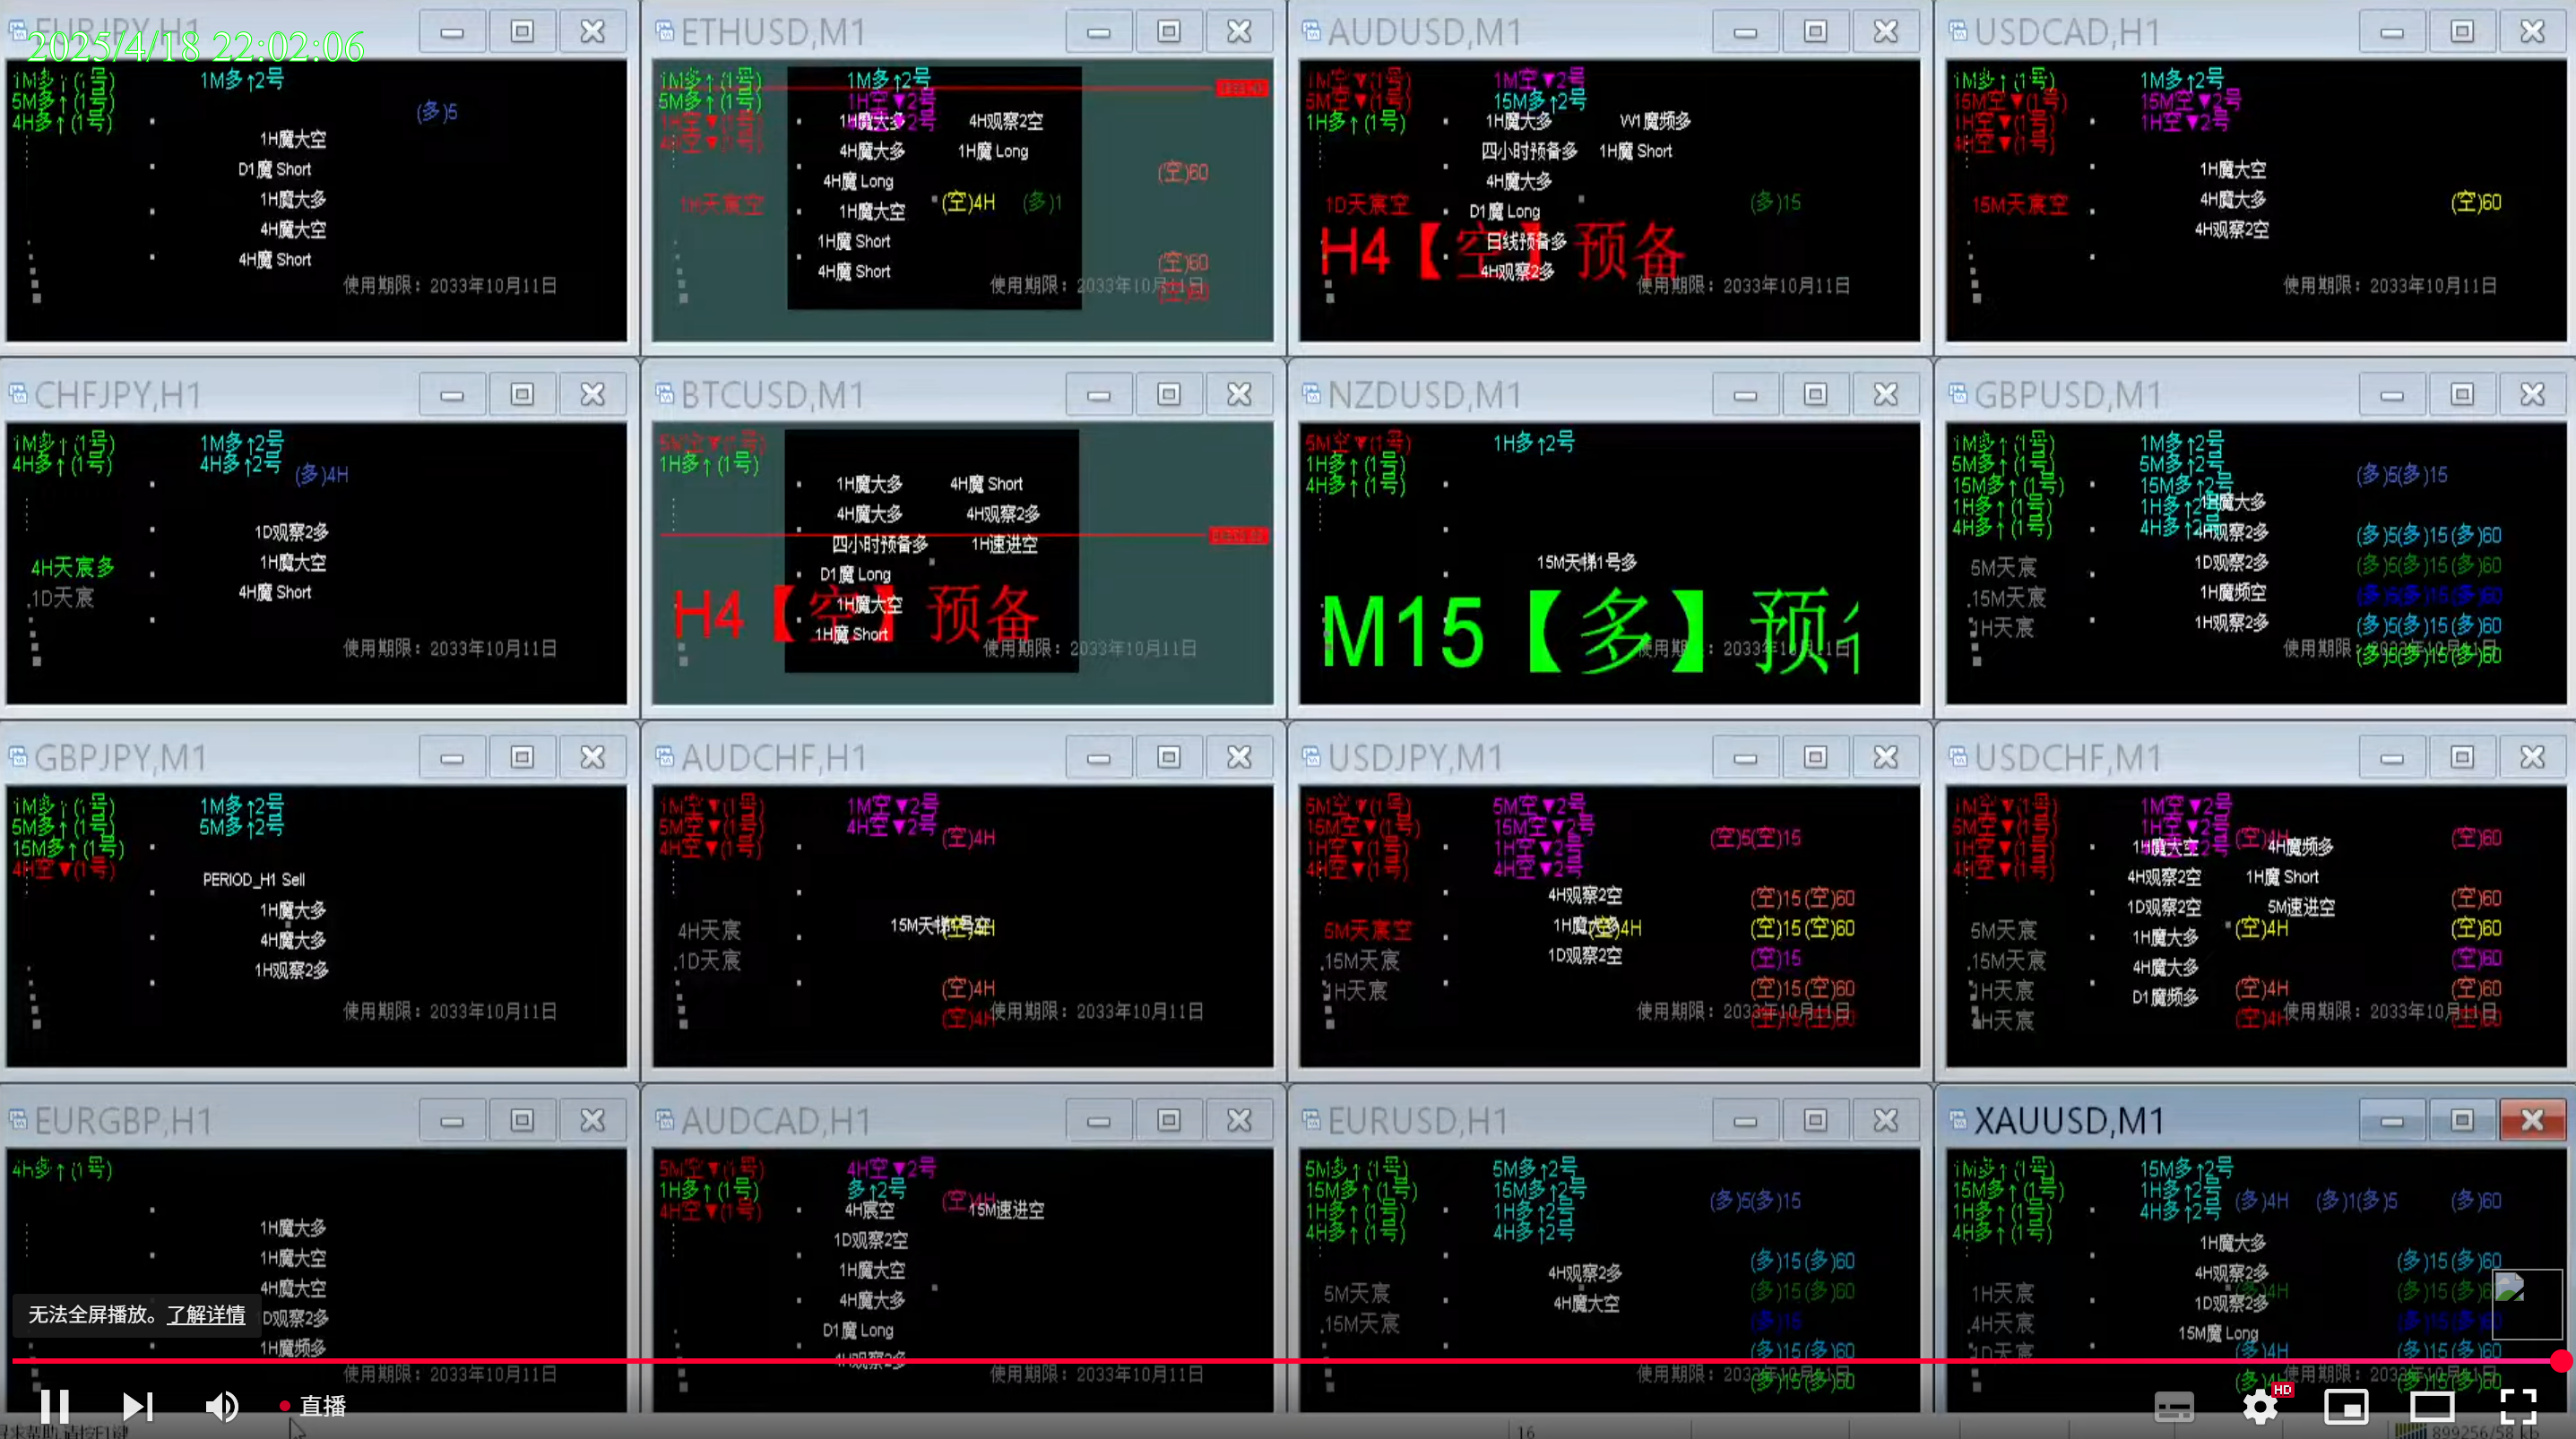 EURJPY,H1
2025/4/18 22:02:06
1M多↑(1号)
5M多↑(1号)
4H多↑(1号)
1M多↑2号
(多)5
1H魔大空
D1魔 Short
1H魔大多
4H魔大空
4H魔 Short
使用期限：2033年10月11日
ETHUSD,M1
1M多↑(1号)
5M多↑(1号)
1H空▼(1号)
4H空▼(1号)
1M多↑2号
1H空▼2号
1H魔大多
4H观察2空
4H魔大多
1H魔 Long
4H魔 Long
(空)60
1H天宸空
1H魔大空
(空)4H
(多)1
1H魔 Short
4H魔 Short
(空)60
(空)60
使用期限：2033年10月11日
AUDUSD,M1
1M空▼(1号)
5M空▼(1号)
1H多↑(1号)
1M空▼2号
15M多↑2号
1H魔大多
W1魔频多
四小时预备多
1H魔 Short
4H魔大多
1D天宸空
D1魔 Long
(多)15
日线预备多
H4【空】预备
4H观察2多
使用期限：2033年10月11日
USDCAD,H1
1M多↑(1号)
15M空▼(1号)
1H空▼(1号)
4H空▼(1号)
1M多↑2号
15M空▼2号
1H空▼2号
1H魔大空
15M天宸空
4H魔大多
(空)60
4H观察2空
使用期限：2033年10月11日
CHFJPY,H1
1M多↑(1号)
4H多↑(1号)
1M多↑2号
4H多↑2号
(多)4H
1D观察2多
1H魔大空
4H天宸多
1D天宸
4H魔 Short
使用期限：2033年10月11日
BTCUSD,M1
5M空▼(1号)
1H多↑(1号)
1H魔大多
4H魔 Short
4H魔大多
4H观察2多
四小时预备多
1H速进空
D1魔 Long
1H魔大空
H4【空】预备
1H魔 Short
使用期限：2033年10月11日
NZDUSD,M1
5M空▼(1号)
1H多↑(1号)
4H多↑(1号)
1H多↑2号
15M天梯1号多
M15【多】预
使用期限：2033年10月11日
GBPUSD,M1
1M多↑(1号)
5M多↑(1号)
15M多↑(1号)
1H多↑(1号)
4H多↑(1号)
1M多↑2号
5M多↑2号
15M多↑2号
1H多↑2号
4H多↑2号
(多)5(多)15
1H魔大多
4H观察2多
(多)5(多)15(多)60
5M天宸
1D观察2多
(多)5(多)15(多)60
15M天宸
1H魔频空
(多)5(多)15(多)60
1H天宸
1H观察2多
(多)5(多)15(多)60
(多)5(多)15(多)60
使用期限：2033年10月11日
GBPJPY,M1
1M多↑(1号)
5M多↑(1号)
15M多↑(1号)
4H空▼(1号)
1M多↑2号
5M多↑2号
PERIOD_H1 Sell
1H魔大多
4H魔大多
1H观察2多
使用期限：2033年10月11日
AUDCHF,H1
1M空▼(1号)
5M空▼(1号)
4H空▼(1号)
1M空▼2号
4H空▼2号
(空)4H
4H天宸
15M天梯1号空
(空)4H
1D天宸
(空)4H
(空)4H
使用期限：2033年10月11日
USDJPY,M1
5M空▼(1号)
15M空▼(1号)
1H空▼(1号)
4H空▼(1号)
5M空▼2号
15M空▼2号
1H空▼2号
4H空▼2号
(空)5(空)15
4H观察2空
(空)15(空)60
5M天宸空
1H魔大多
(空)4H
(空)15(空)60
15M天宸
1D观察2空
(空)15
1H天宸
(空)15(空)60
(空)15(空)60
使用期限：2033年10月11日
USDCHF,M1
1M空▼(1号)
5M空▼(1号)
1H空▼(1号)
4H空▼(1号)
1M空▼2号
1H空▼2号
4H空▼2号
(空)4H
(空)60
1H魔大空
4H魔频多
4H观察2空
1H魔 Short
(空)60
1D观察2空
5M速进空
5M天宸
1H魔大多
(空)4H
(空)60
15M天宸
4H魔大多
(空)60
1H天宸
D1魔频多
(空)4H
(空)60
4H天宸
(空)4H
(空)60
使用期限：2033年10月11日
EURGBP,H1
4h多↑(1号)
1H魔大多
1H魔大空
4H魔大空
1D观察2多
1H魔频多
使用期限：2033年10月11日
AUDCAD,H1
5M空▼(1号)
1H多↑(1号)
4H空▼(1号)
4H空▼2号
多↑2号
(空)4H
4H宸空
15M速进空
1D观察2空
1H魔大空
4H魔大多
D1魔 Long
4H观察2多
使用期限：2033年10月11日
EURUSD,H1
5M多↑(1号)
15M多↑(1号)
1H多↑(1号)
4H多↑(1号)
5M多↑2号
15M多↑2号
1H多↑2号
4H多↑2号
(多)5(多)15
(多)15(多)60
4H观察2多
5M天宸
(多)15(多)60
4H魔大空
15M天宸
(多)15
(多)15(多)60
(多)15(多)60
使用期限：2033年10月11日
XAUUSD,M1
1M多↑(1号)
15M多↑(1号)
1H多↑(1号)
4H多↑(1号)
15M多↑2号
1H多↑2号
4H多↑2号
(多)4H
(多)1(多)5
(多)60
1H魔大多
(多)15(多)60
4H观察2多
1H天宸
(多)4H
(多)15(多)6
1D观察2多
4H天宸
15M魔 Long
1D天宸
(多)4H
(多)15(多)60
(多)4H
使用期限：2033年10月11日
无法全屏播放。了解详情
直播
HD
16
899256/58 kb